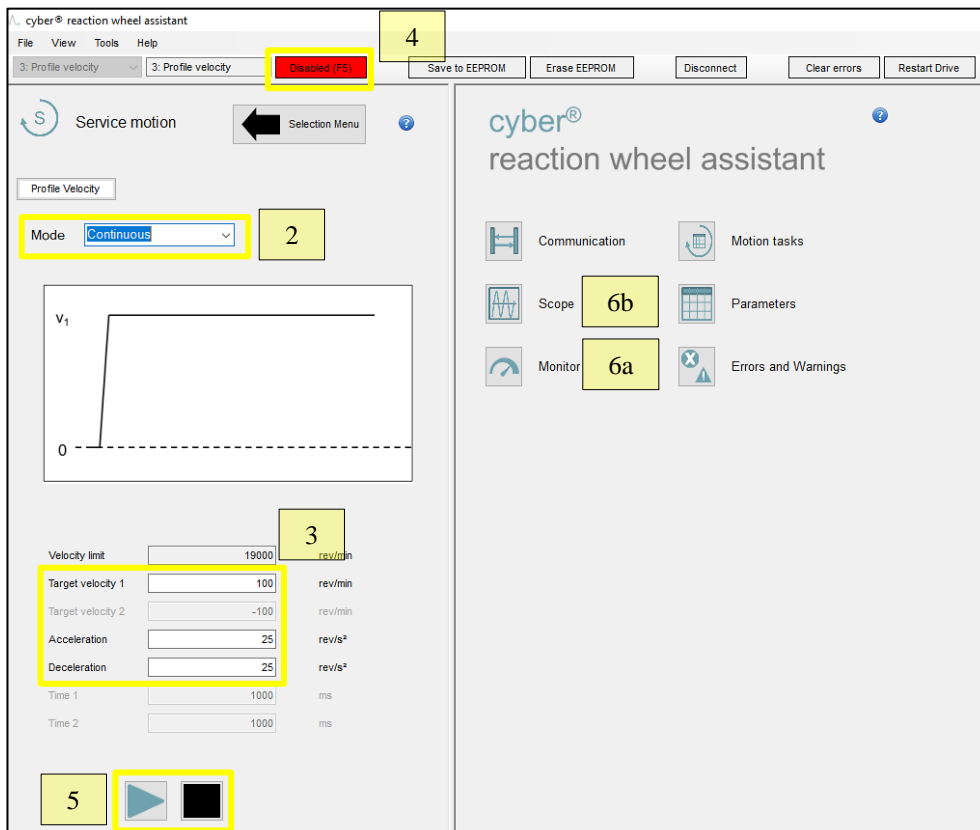 cyber® reaction wheel assistant
File View Tools Help
4
3: Profile velocity 3: Profile velocity Disabled (F5) Save to EEPROM Erase EEPROM Disconnect Clear errors Restart Drive
S Service motion Selection Menu ?
Profile Velocity
Mode Continuous 2
V1
0
3
Velocity limit 19000 rev/min
Target velocity 1 100 rev/min
Target velocity 2 -100 rev/min
Acceleration 25 rev/s²
Deceleration 25 rev/s²
Time 1 1000 ms
Time 2 1000 ms
5
cyber® ?
reaction wheel assistant
Communication Motion tasks
Scope 6b Parameters
Monitor 6a Errors and Warnings